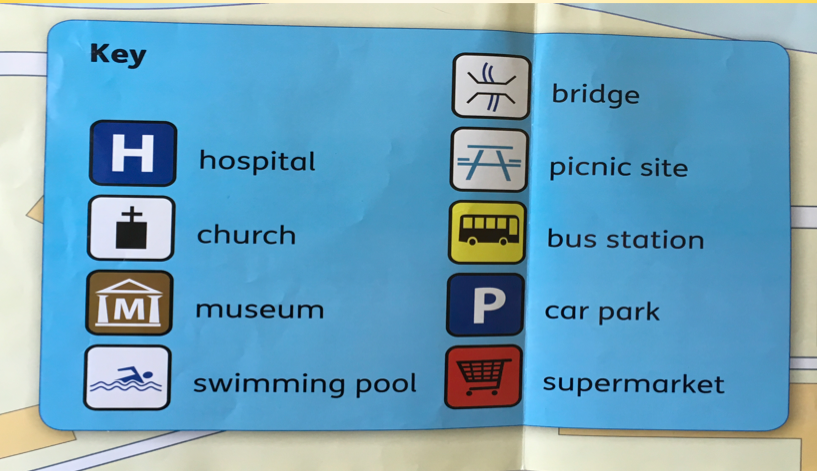 Key
H hospital
church
M museum
swimming pool
bridge
picnic site
bus station
P car park
supermarket